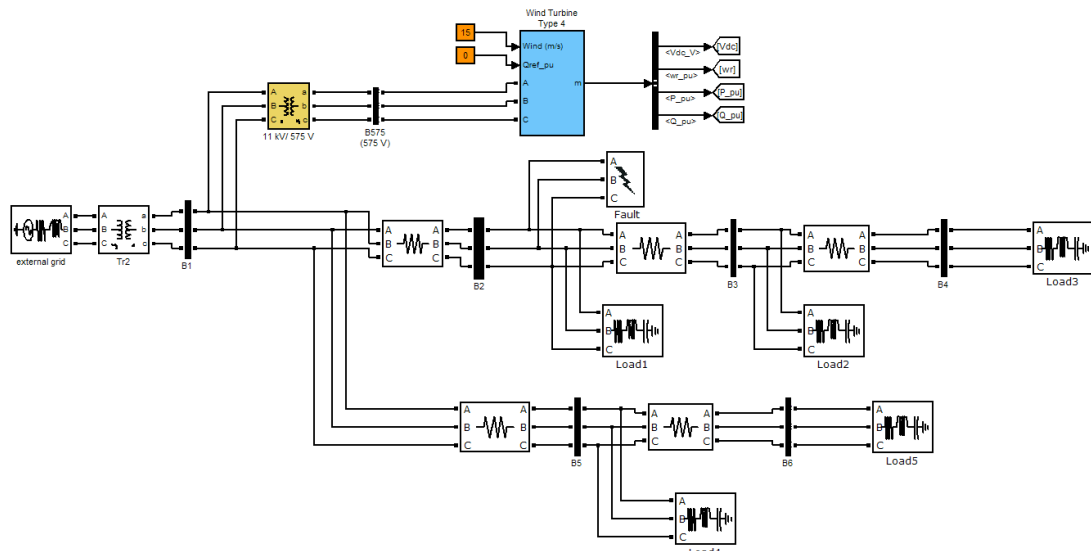 Wind Turbine
Type 4
15
Wind (m/s)
0
Qref_pu
A
B
C
m
<Vdc_V>
[Vdc]
<wr_pu>
[wr]
<P_pu>
[P_pu]
<Q_pu>
[Q_pu]
A a
B b
C c
11 kV/ 575 V
B575
(575 V)
A
B
C
Fault
A
B
C
external grid
A a
B b
C c
Tr2
B1
A A
B B
C C
B2
A A
B B
C C
B3
A A
B B
C C
B4
A
B
C
Load3
A
B
C
Load1
A
B
C
Load2
A A
B B
C C
B5
A A
B B
C C
B6
A
B
C
Load5
A
B
C